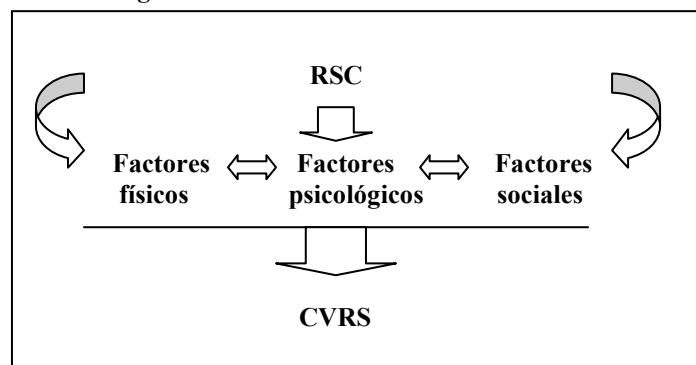 RSC
Factores Factores Factores
físicos psicológicos sociales
CVRS